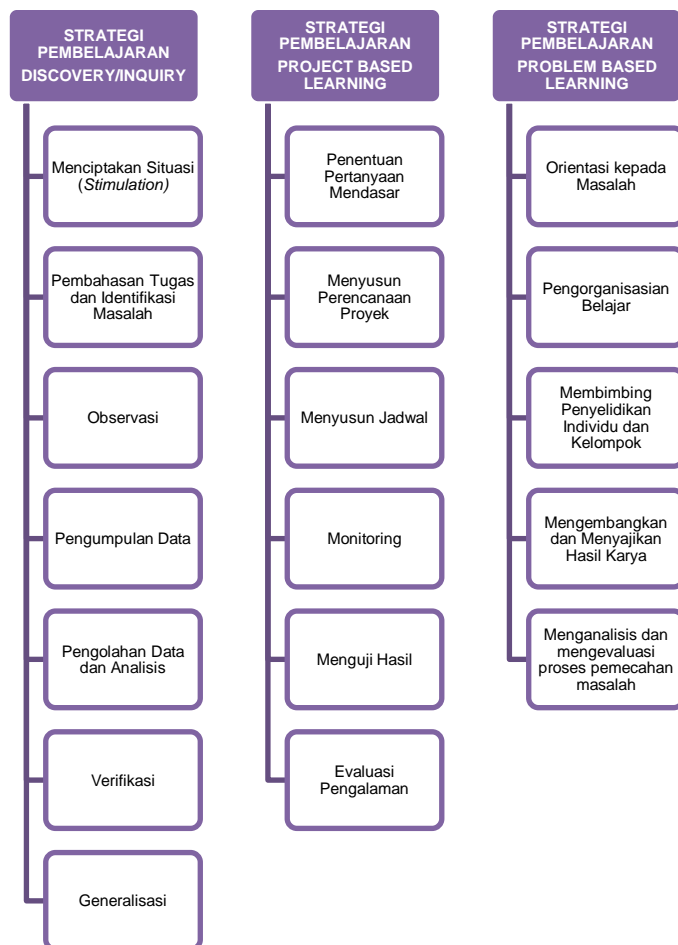 STRATEGI
PEMBELAJARAN
DISCOVERY/INQUIRY
Menciptakan Situasi
(Stimulation)
Pembahasan Tugas
dan Identifikasi
Masalah
Observasi
Pengumpulan Data
Pengolahan Data
dan Analisis
Verifikasi
Generalisasi
STRATEGI
PEMBELAJARAN
PROJECT BASED
LEARNING
Penentuan
Pertanyaan
Mendasar
Menyusun
Perencanaan
Proyek
Menyusun Jadwal
Monitoring
Menguji Hasil
Evaluasi
Pengalaman
STRATEGI
PEMBELAJARAN
PROBLEM BASED
LEARNING
Orientasi kepada
Masalah
Pengorganisasian
Belajar
Membimbing
Penyelidikan
Individu dan
Kelompok
Mengembangkan
dan Menyajikan
Hasil Karya
Menganalisis dan
mengevaluasi
proses pemecahan
masalah